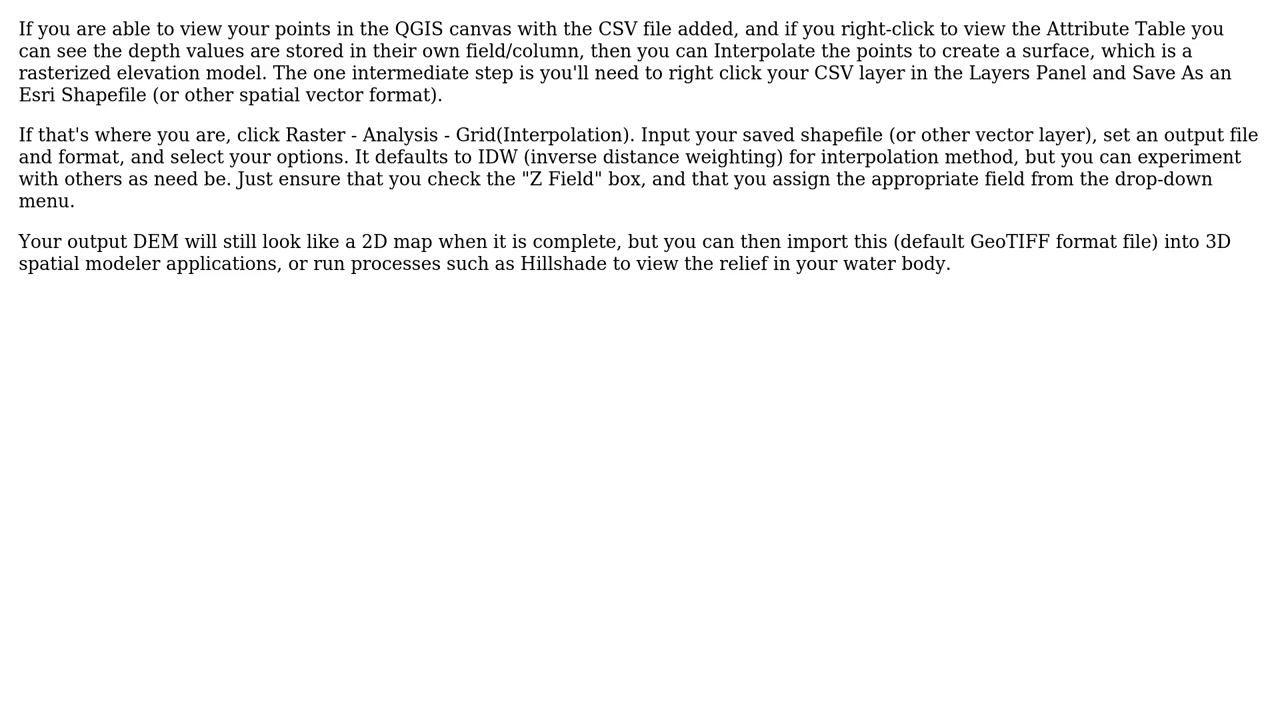 If you are able to view your points in the QGIS canvas with the CSV file added, and if you right-click to view the Attribute Table you
can see the depth values are stored in their own field/column, then you can Interpolate the points to create a surface, which is a
rasterized elevation model. The one intermediate step is you'll need to right click your CSV layer in the Layers Panel and Save As an
Esri Shapefile (or other spatial vector format).
If that's where you are, click Raster - Analysis - Grid(Interpolation). Input your saved shapefile (or other vector layer), set an output file
and format, and select your options. It defaults to IDW (inverse distance weighting) for interpolation method, but you can experiment
with others as need be. Just ensure that you check the "Z Field" box, and that you assign the appropriate field from the drop-down
menu.
Your output DEM will still look like a 2D map when it is complete, but you can then import this (default GeoTIFF format file) into 3D
spatial modeler applications, or run processes such as Hillshade to view the relief in your water body.